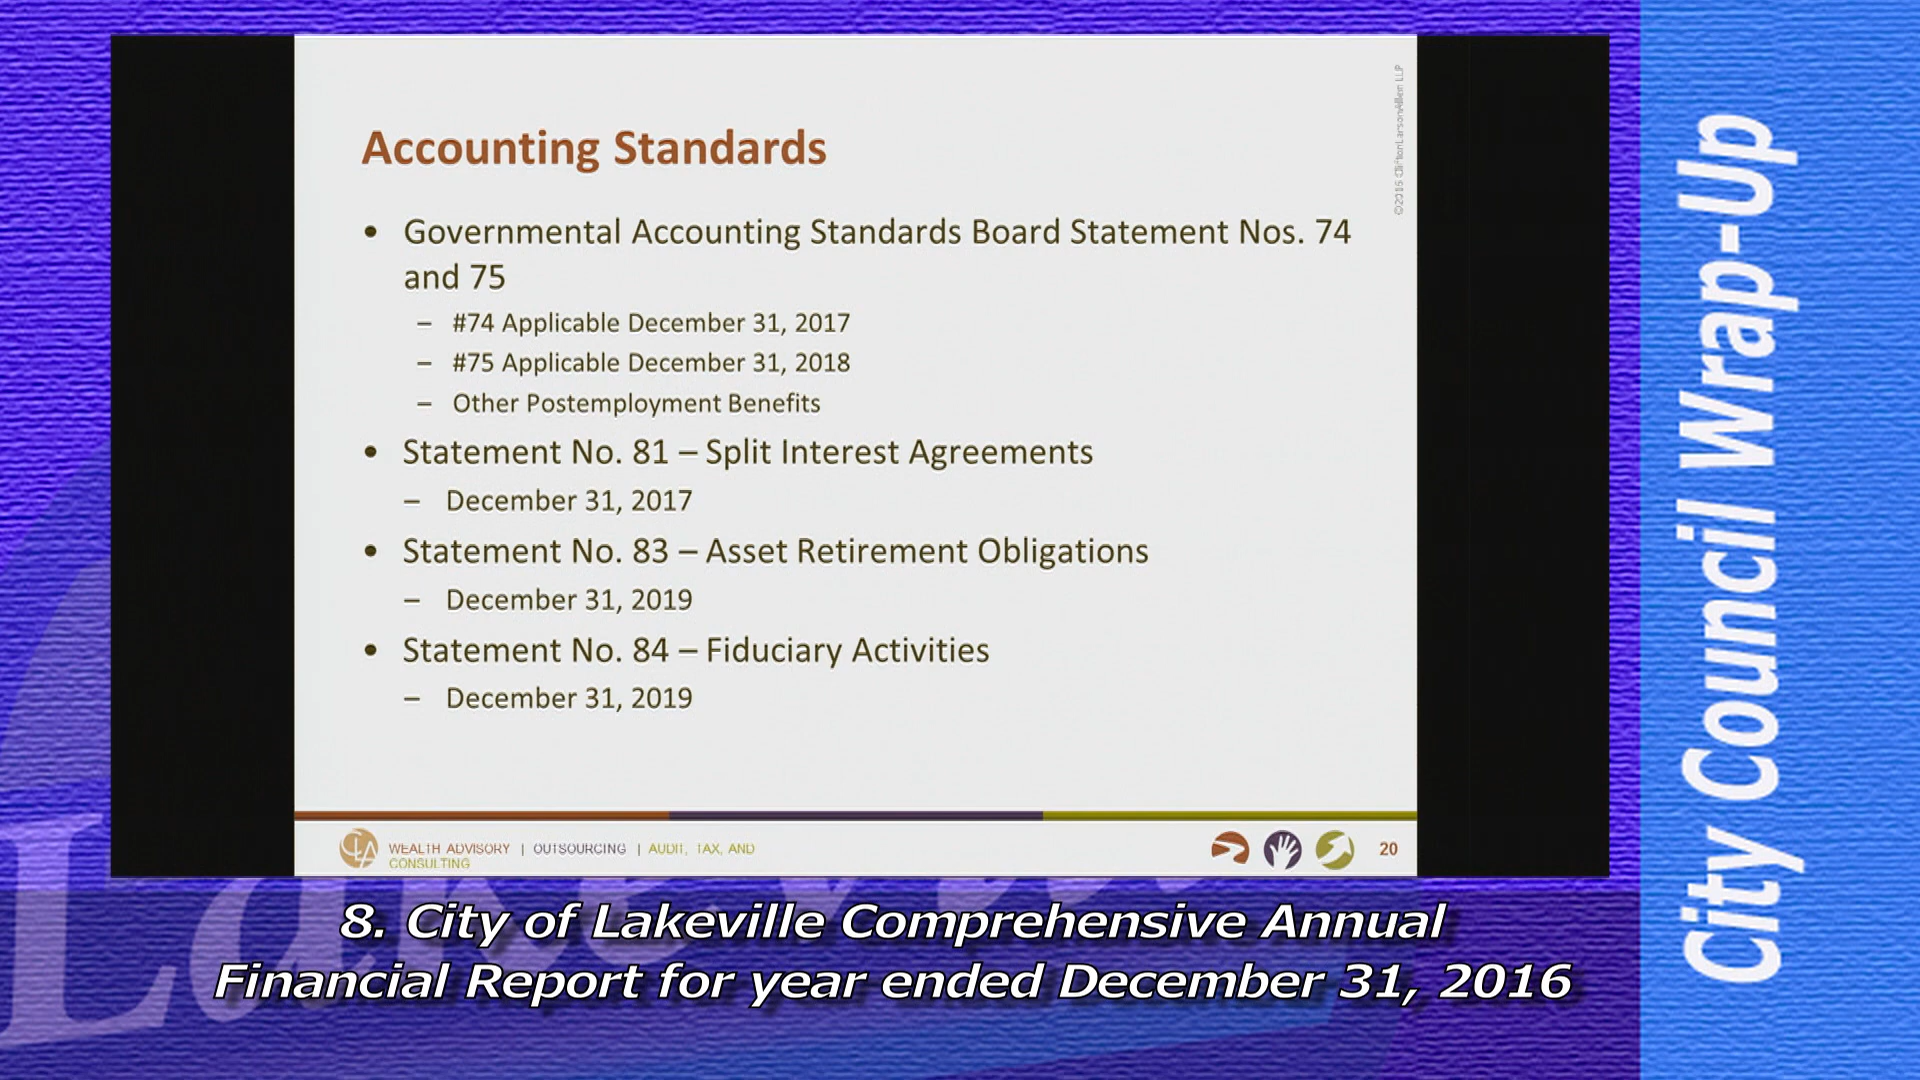 Accounting Standards
©2016 CliftonLarsonAllen LLP
• Governmental Accounting Standards Board Statement Nos. 74
and 75
– #74 Applicable December 31, 2017
– #75 Applicable December 31, 2018
– Other Postemployment Benefits
• Statement No. 81 – Split Interest Agreements
– December 31, 2017
• Statement No. 83 – Asset Retirement Obligations
– December 31, 2019
• Statement No. 84 – Fiduciary Activities
– December 31, 2019
CLA
WEALTH ADVISORY | OUTSOURCING | AUDIT, TAX, AND
CONSULTING
20
8. City of Lakeville Comprehensive Annual
Financial Report for year ended December 31, 2016
City Council Wrap-Up